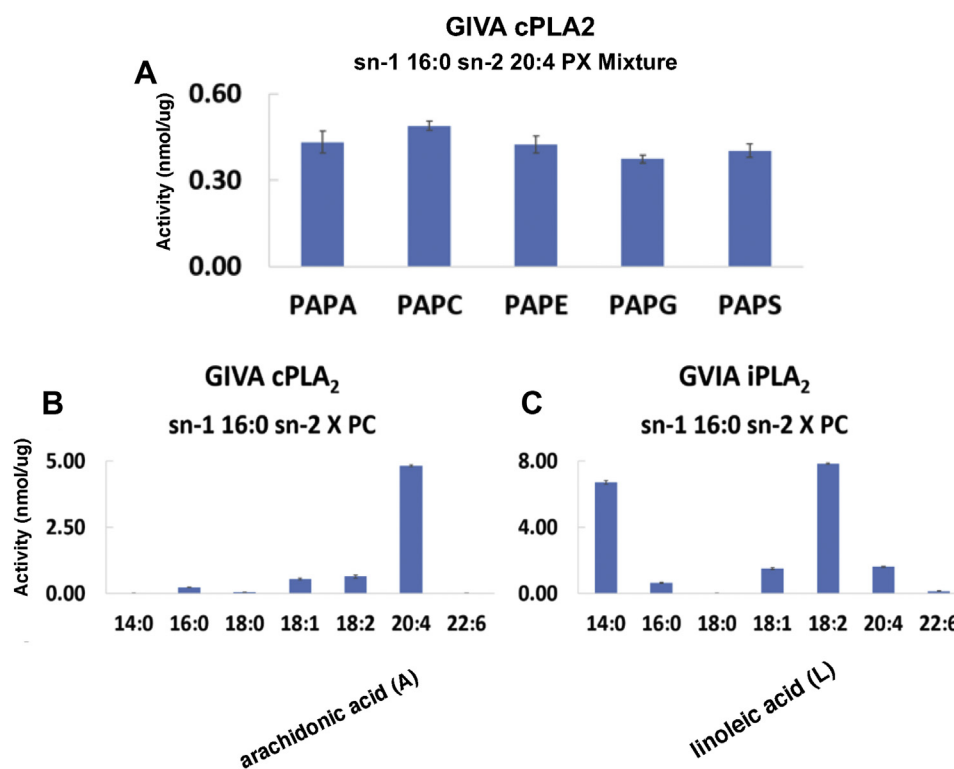 GIVA cPLA2
A
sn-1 16:0 sn-2 20:4 PX Mixture
Activity (nmol/ug)
0.60
0.30
0.00
PAPA PAPC PAPE PAPG PAPS
GIVA cPLA₂
B
sn-1 16:0 sn-2 X PC
Activity (nmol/ug)
5.00
2.50
0.00
14:0 16:0 18:0 18:1 18:2 20:4 22:6
arachidonic acid (A)
GVIA iPLA₂
C
sn-1 16:0 sn-2 X PC
8.00
4.00
0.00
14:0 16:0 18:0 18:1 18:2 20:4 22:6
linoleic acid (L)